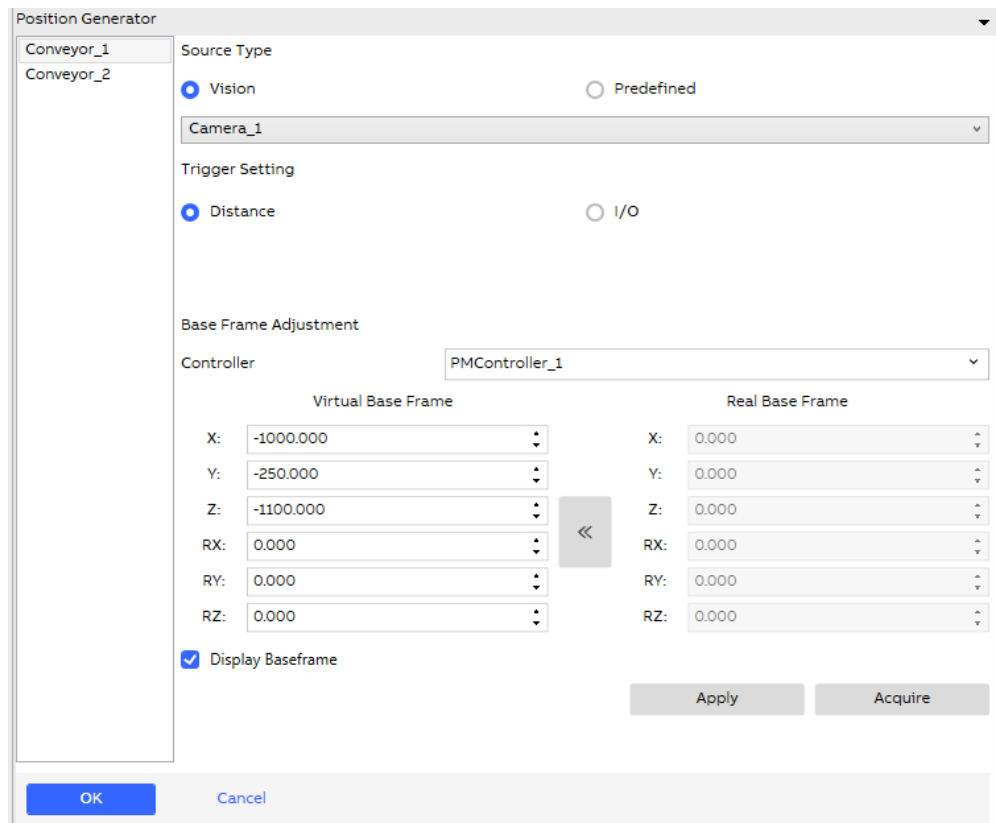 Position Generator
Conveyor_1
Conveyor_2
Source Type
Vision Predefined
Camera_1
Trigger Setting
Distance I/O
Base Frame Adjustment
Controller PMController_1
Virtual Base Frame Real Base Frame
X: -1000.000 X: 0.000
Y: -250.000 Y: 0.000
Z: -1100.000 Z: 0.000
«
RX: 0.000 RX: 0.000
RY: 0.000 RY: 0.000
RZ: 0.000 RZ: 0.000
Display Baseframe
Apply Acquire
OK Cancel